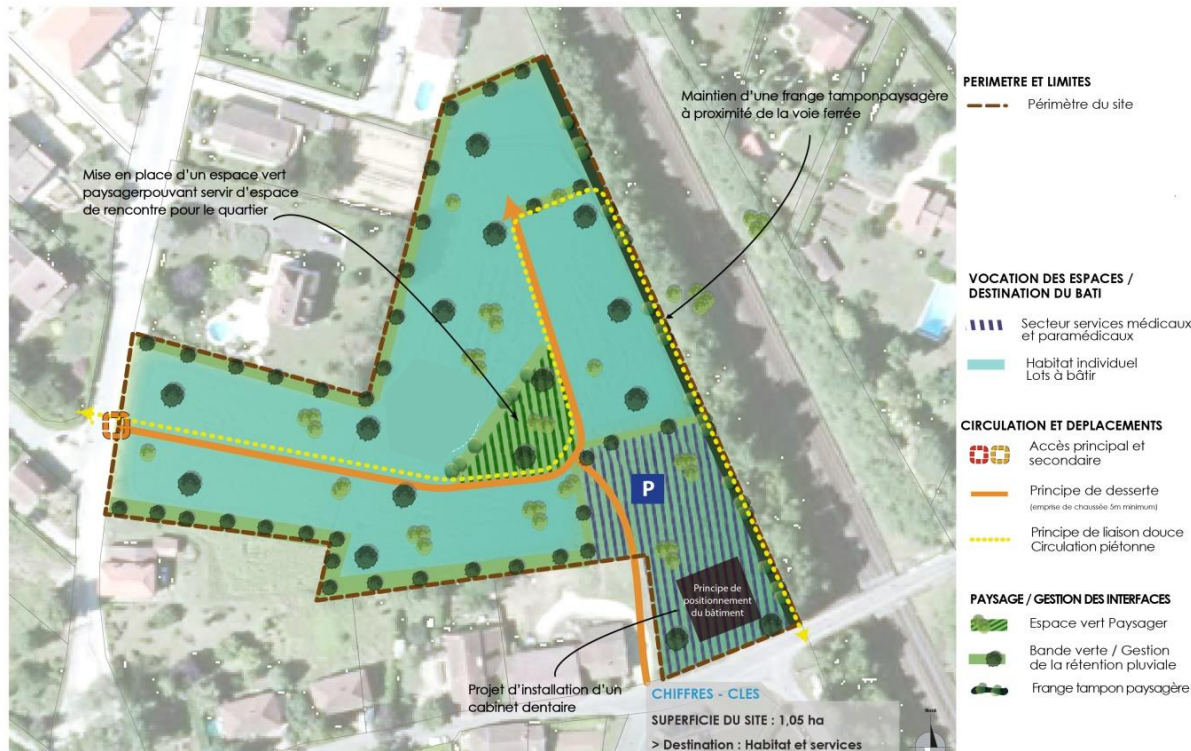 Maintien d'une frange tamponpaysagère
à proximité de la voie ferrée
Mise en place d'un espace vert
paysagerpouvant servir d'espace
de rencontre pour le quartier
P
Principe de
positionnement
du bâtiment
Projet d'installation d'un
cabinet dentaire
CHIFFRES - CLES
SUPERFICIE DU SITE : 1,05 ha
> Destination : Habitat et services
PERIMETRE ET LIMITES
Périmètre du site
VOCATION DES ESPACES /
DESTINATION DU BATI
Secteur services médicaux
et paramédicaux
Habitat individuel
Lots à bâtir
CIRCULATION ET DEPLACEMENTS
Accès principal et
secondaire
Principe de desserte
(emprise de chaussée 5m minimum)
Principe de liaison douce
Circulation piétonne
PAYSAGE / GESTION DES INTERFACES
Espace vert Paysager
Bande verte / Gestion
de la rétention pluviale
Frange tampon paysagère